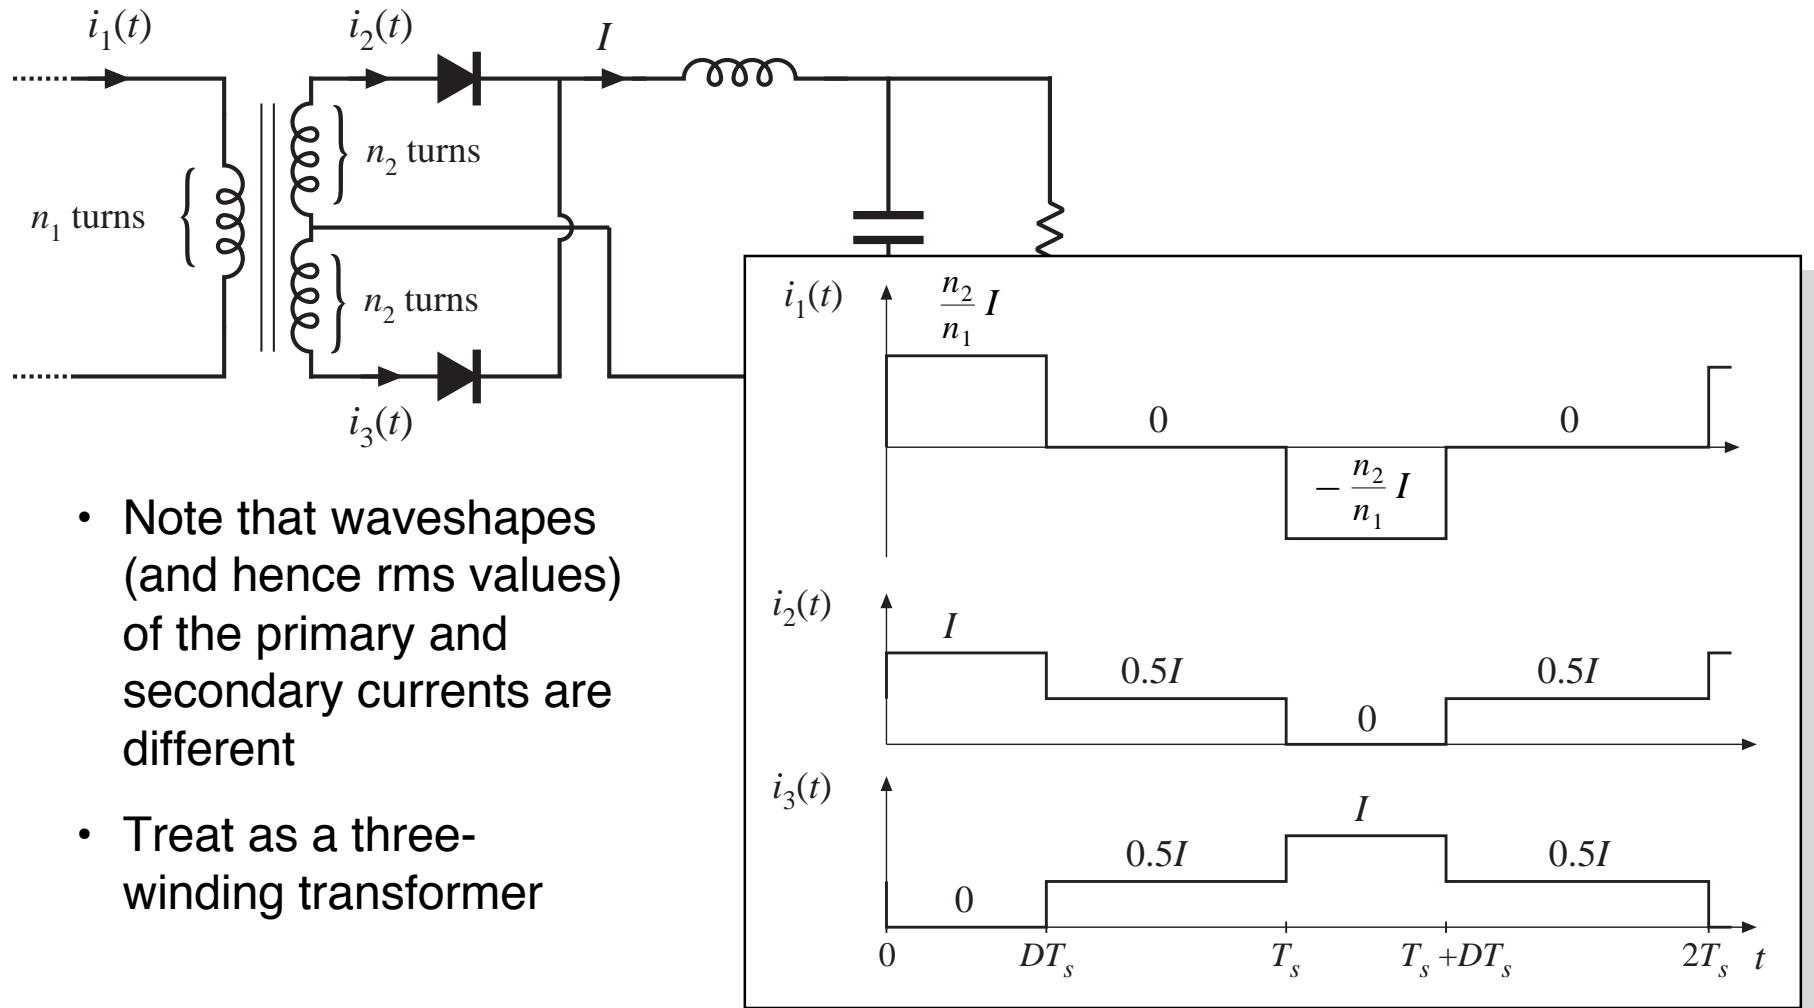 i₁(t)
i₂(t)
I
n₂ turns
n₁ turns
n₂ turns
i₃(t)
• Note that waveshapes
(and hence rms values)
of the primary and
secondary currents are
different
• Treat as a three-
winding transformer
i₁(t)
n₂/n₁ I
0
0
− n₂/n₁ I
i₂(t)
I
0.5I
0
0.5I
i₃(t)
0
0.5I
I
0.5I
0 DTₛ Tₛ Tₛ +DTₛ 2Tₛ t